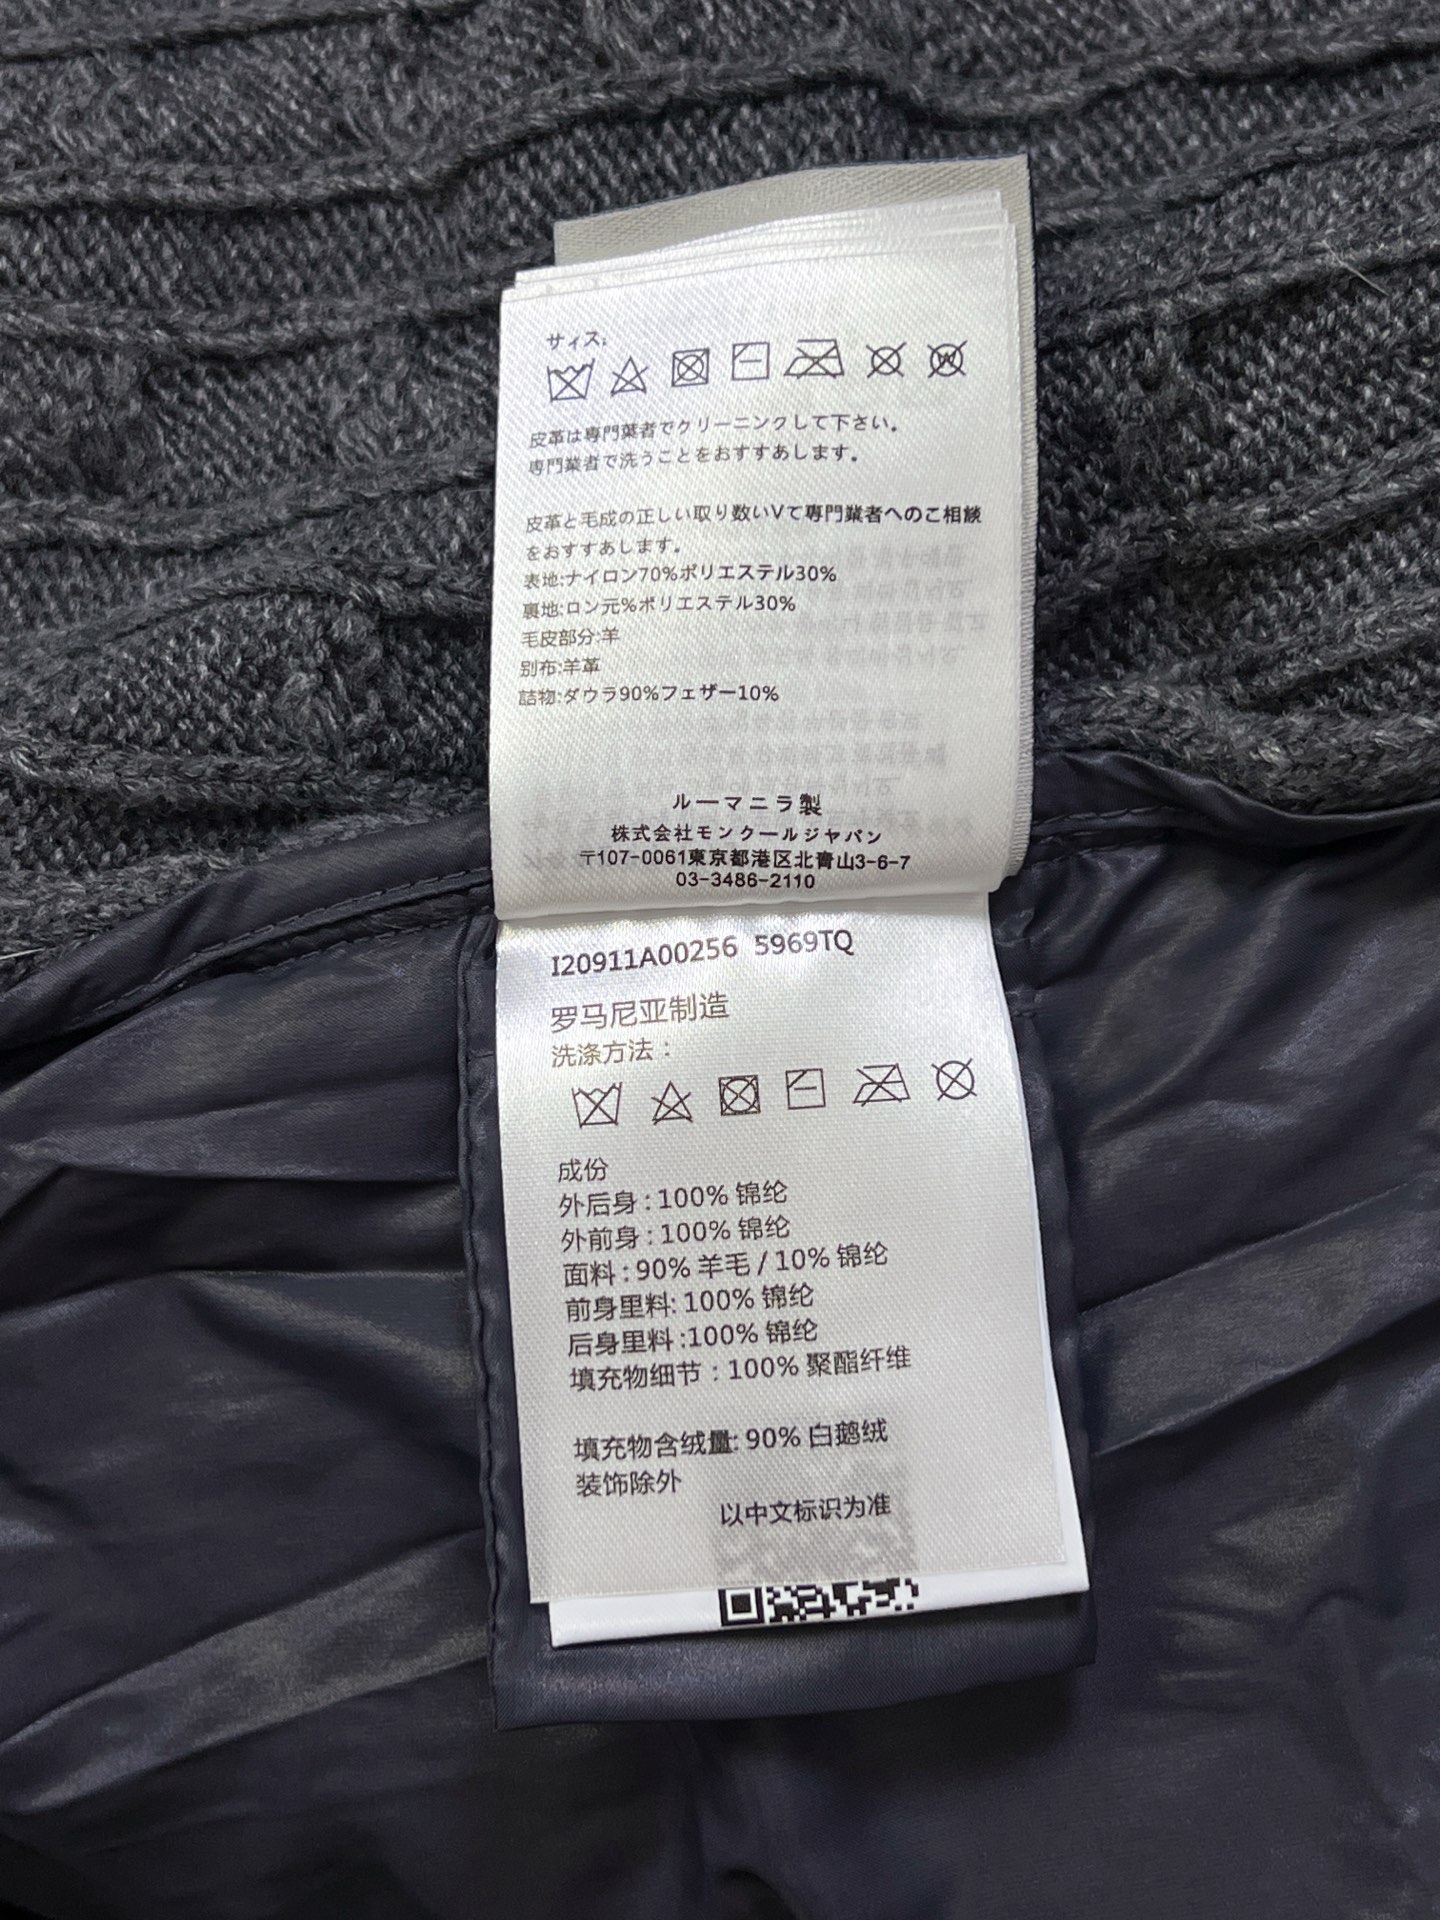 サィス:
皮革は専門葉者でクリーニンクして下さい。
専門業者で洗うことをおすすあします。
皮革と毛成の正しい取り数いVて専門業者へのこ相談
をおすすあします。
表地:ナイロン70%ポリエステル30%
裏地:ロン元%ポリエステル30%
毛皮部分:羊
别布:羊革
詰物:ダウラ90%フェザー10%
ルーマニラ製
株式会社モンクールジャパン
〒107-0061東京都港区北青山3-6-7
03-3486-2110
I20911A00256 5969TQ
罗马尼亚制造
洗涤方法：
成份
外后身：100% 锦纶
外前身：100% 锦纶
面料：90% 羊毛 / 10% 锦纶
前身里料: 100% 锦纶
后身里料:100% 锦纶
填充物细节：100% 聚酯纤维
填充物含绒量: 90% 白鹅绒
装饰除外
以中文标识为准